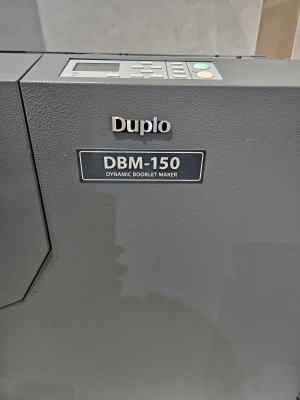 Duplo
DBM-150
DYNAMIC BOOKLET MAKER